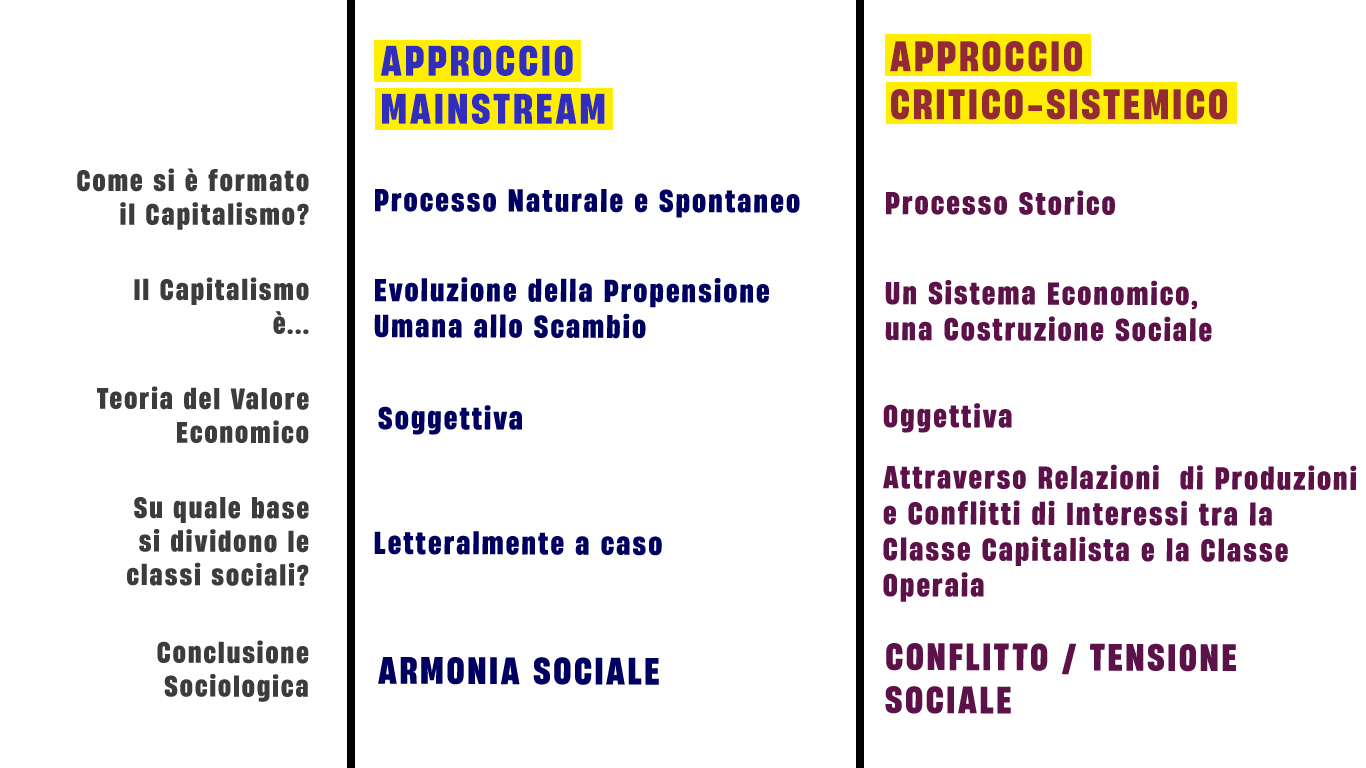 APPROCCIO
MAINSTREAM
APPROCCIO
CRITICO-SISTEMICO
Come si è formato
il Capitalismo?
Processo Naturale e Spontaneo
Processo Storico
Il Capitalismo
è...
Evoluzione della Propensione
Umana allo Scambio
Un Sistema Economico,
una Costruzione Sociale
Teoria del Valore
Economico
Soggettiva
Oggettiva
Su quale base
si dividono le
classi sociali?
Letteralmente a caso
Attraverso Relazioni di Produzioni
e Conflitti di Interessi tra la
Classe Capitalista e la Classe
Operaia
Conclusione
Sociologica
ARMONIA SOCIALE
CONFLITTO / TENSIONE
SOCIALE